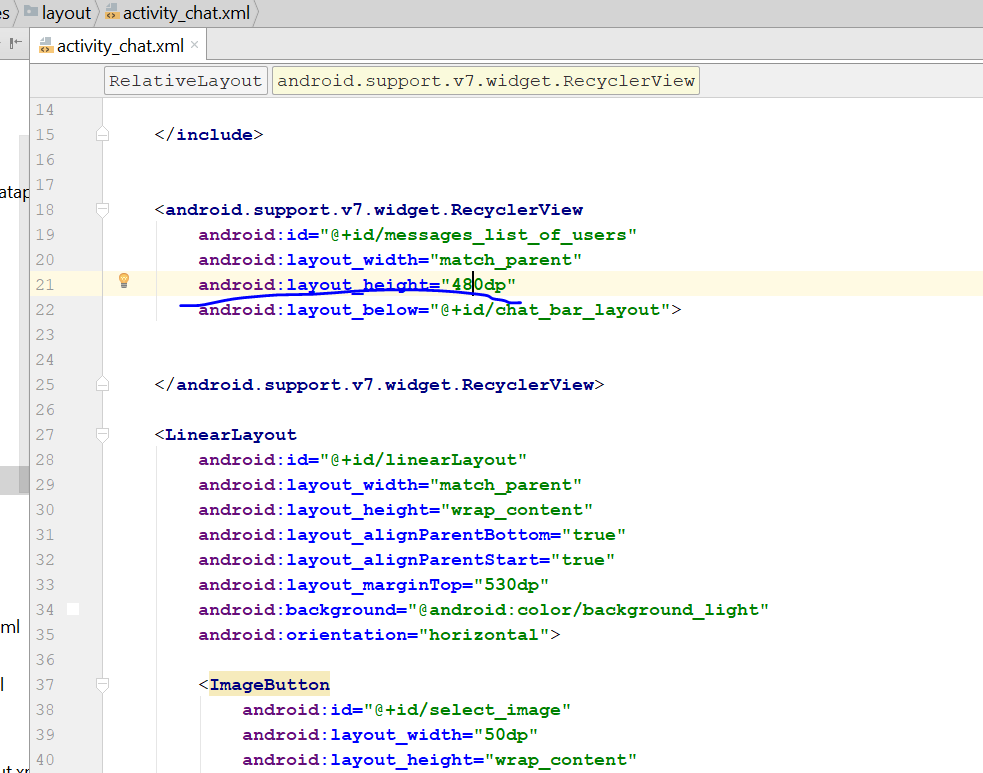 es layout activity_chat.xml
activity_chat.xml
RelativeLayout android.support.v7.widget.RecyclerView
14
15 </include>
16
17
atap
18 <android.support.v7.widget.RecyclerView
19 android:id="@+id/messages_list_of_users"
20 android:layout_width="match_parent"
21 android:layout_height="480dp"
22 android:layout_below="@+id/chat_bar_layout">
23
24
25 </android.support.v7.widget.RecyclerView>
26
27 <LinearLayout
28 android:id="@+id/linearLayout"
29 android:layout_width="match_parent"
30 android:layout_height="wrap_content"
31 android:layout_alignParentBottom="true"
32 android:layout_alignParentStart="true"
33 android:layout_marginTop="530dp"
34 android:background="@android:color/background_light"
ml
35 android:orientation="horizontal">
36
l
37 <ImageButton
38 android:id="@+id/select_image"
39 android:layout_width="50dp"
40 android:layout_height="wrap_content"